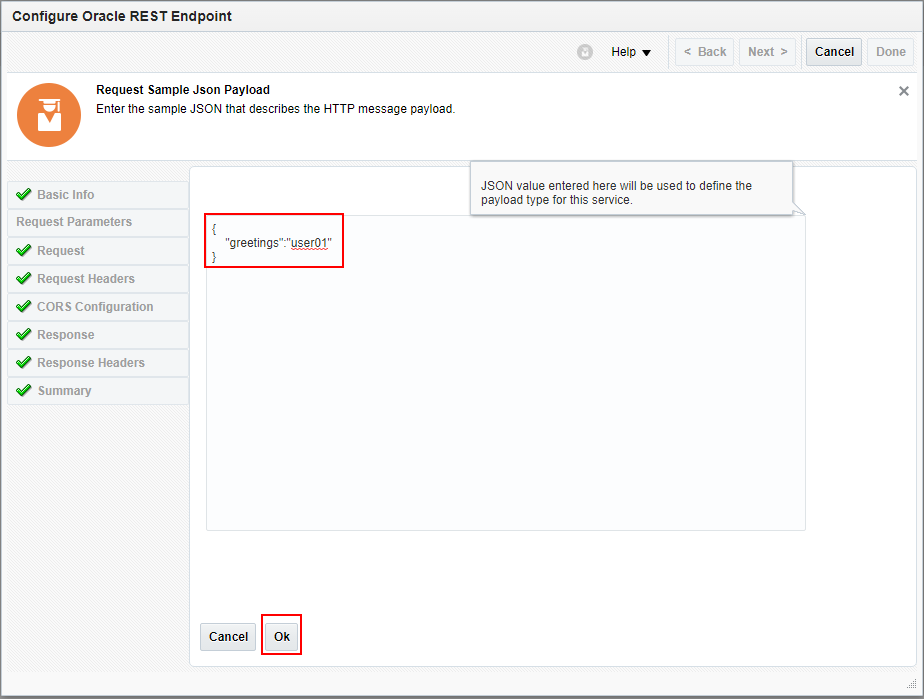 Configure Oracle REST Endpoint
Help
< Back
Next >
Cancel
Done
Request Sample Json Payload
Enter the sample JSON that describes the HTTP message payload.
Basic Info
Request Parameters
Request
Request Headers
CORS Configuration
Response
Response Headers
Summary
JSON value entered here will be used to define the
payload type for this service.
{
"greetings":"user01"
}
Cancel
Ok